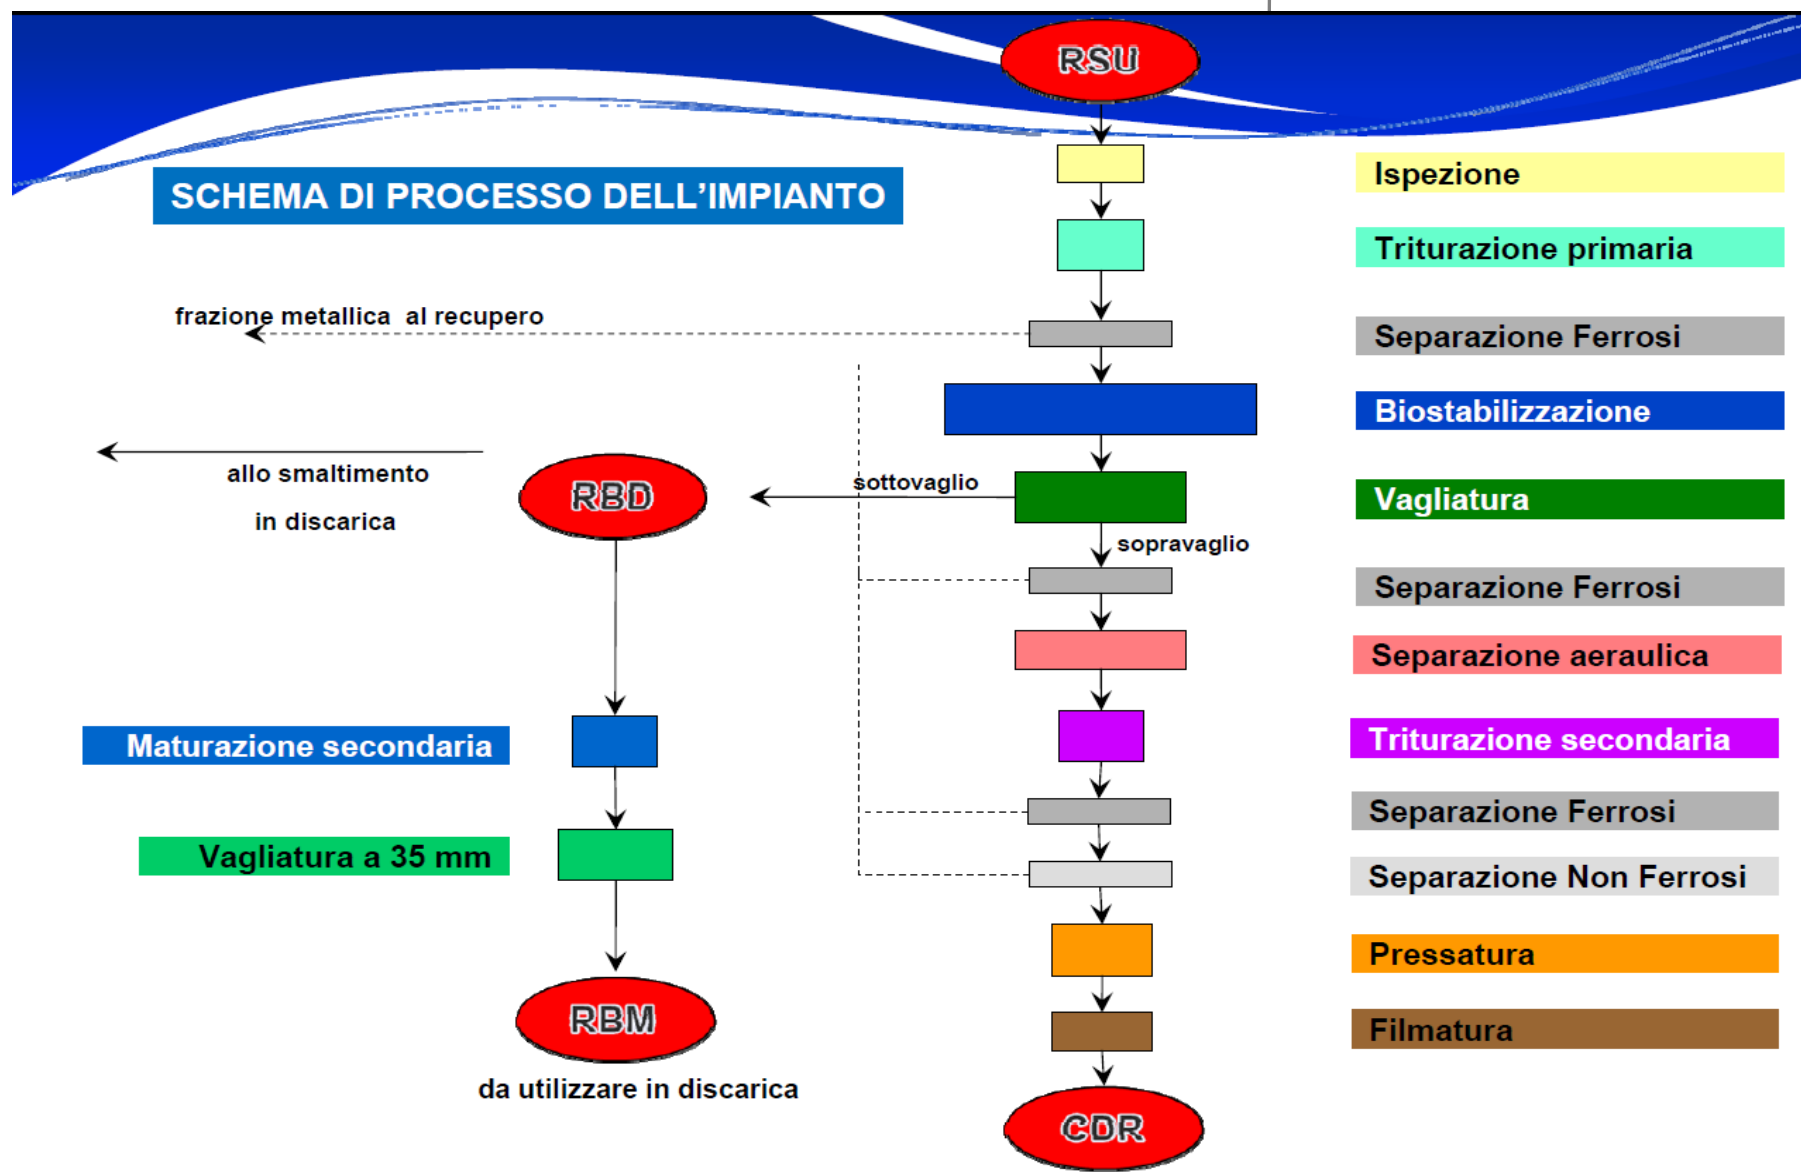 RSU
SCHEMA DI PROCESSO DELL'IMPIANTO
Ispezione
Triturazione primaria
frazione metallica al recupero
Separazione Ferrosi
Biostabilizzazione
allo smaltimento
in discarica
RBD
sottovaglio
Vagliatura
sopravaglio
Separazione Ferrosi
Separazione aeraulica
Maturazione secondaria
Triturazione secondaria
Separazione Ferrosi
Vagliatura a 35 mm
Separazione Non Ferrosi
Pressatura
RBM
Filmatura
da utilizzare in discarica
CDR